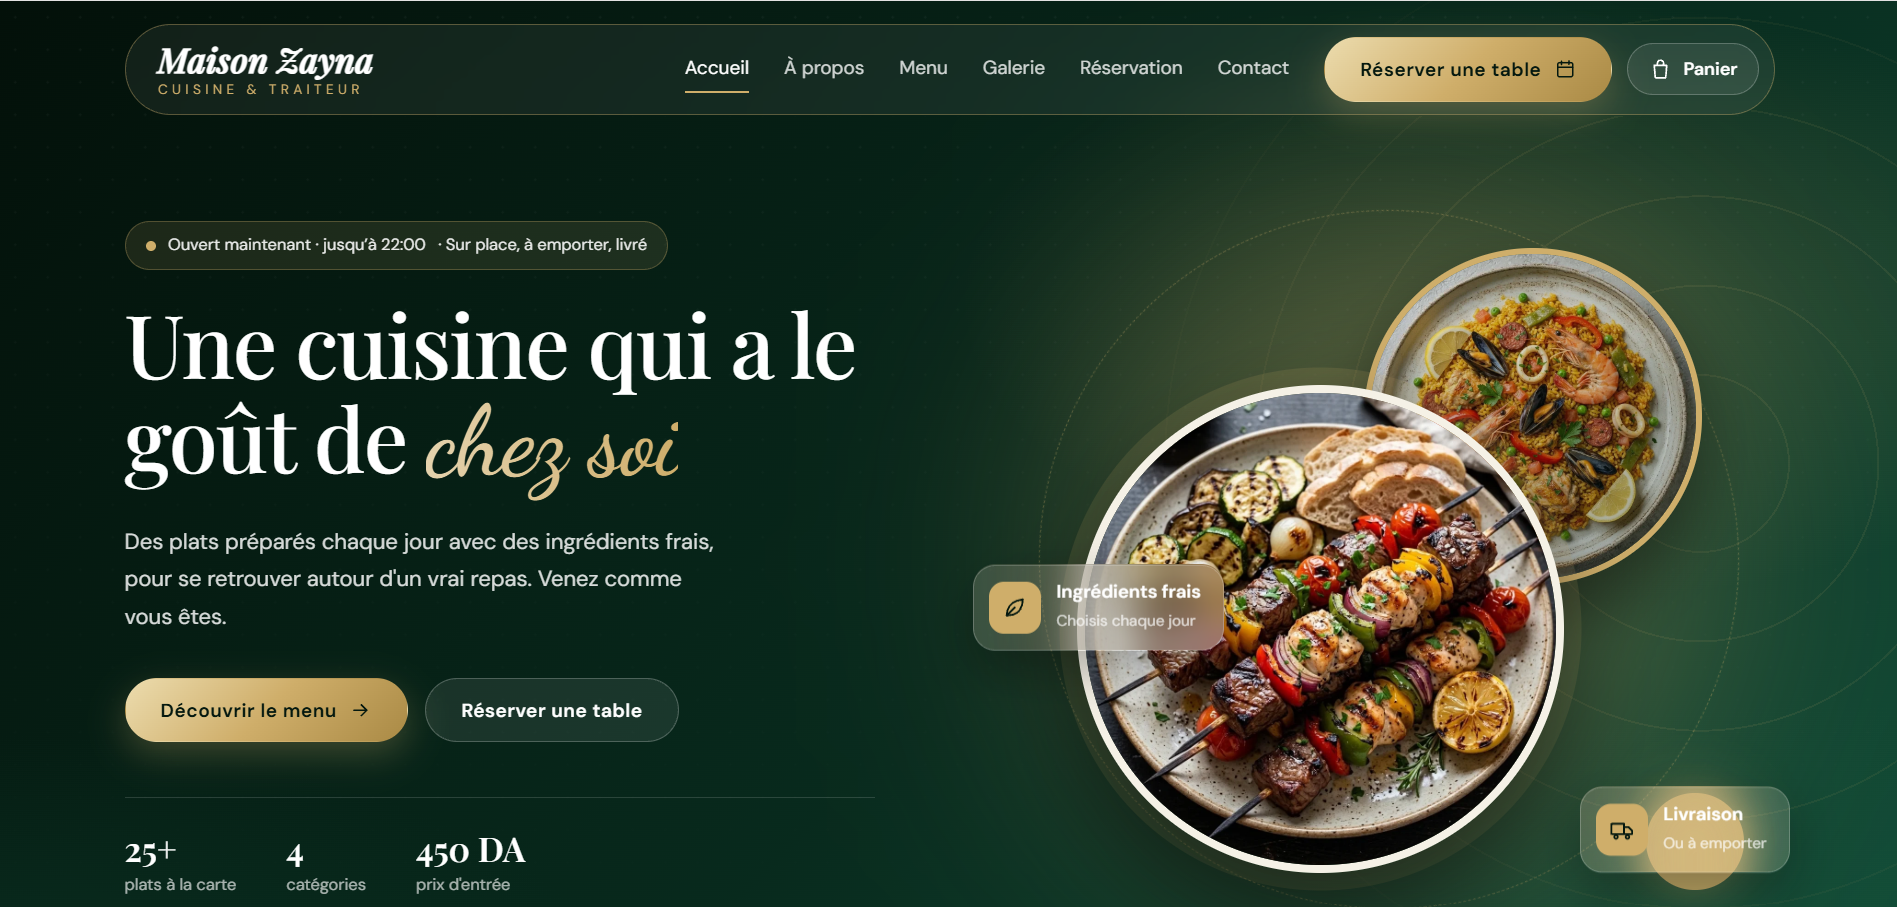 Maison Zayna
CUISINE & TRAITEUR
Accueil
À propos
Menu
Galerie
Réservation
Contact
Réserver une table
Panier
Ouvert maintenant · jusqu'à 22:00 · Sur place, à emporter, livré
Une cuisine qui a le
goût de chez soi
Des plats préparés chaque jour avec des ingrédients frais,
pour se retrouver autour d'un vrai repas. Venez comme
vous êtes.
Découvrir le menu
Réserver une table
25+
plats à la carte
4
catégories
450 DA
prix d'entrée
Ingrédients frais
Choisis chaque jour
Livraison
Ou à emporter